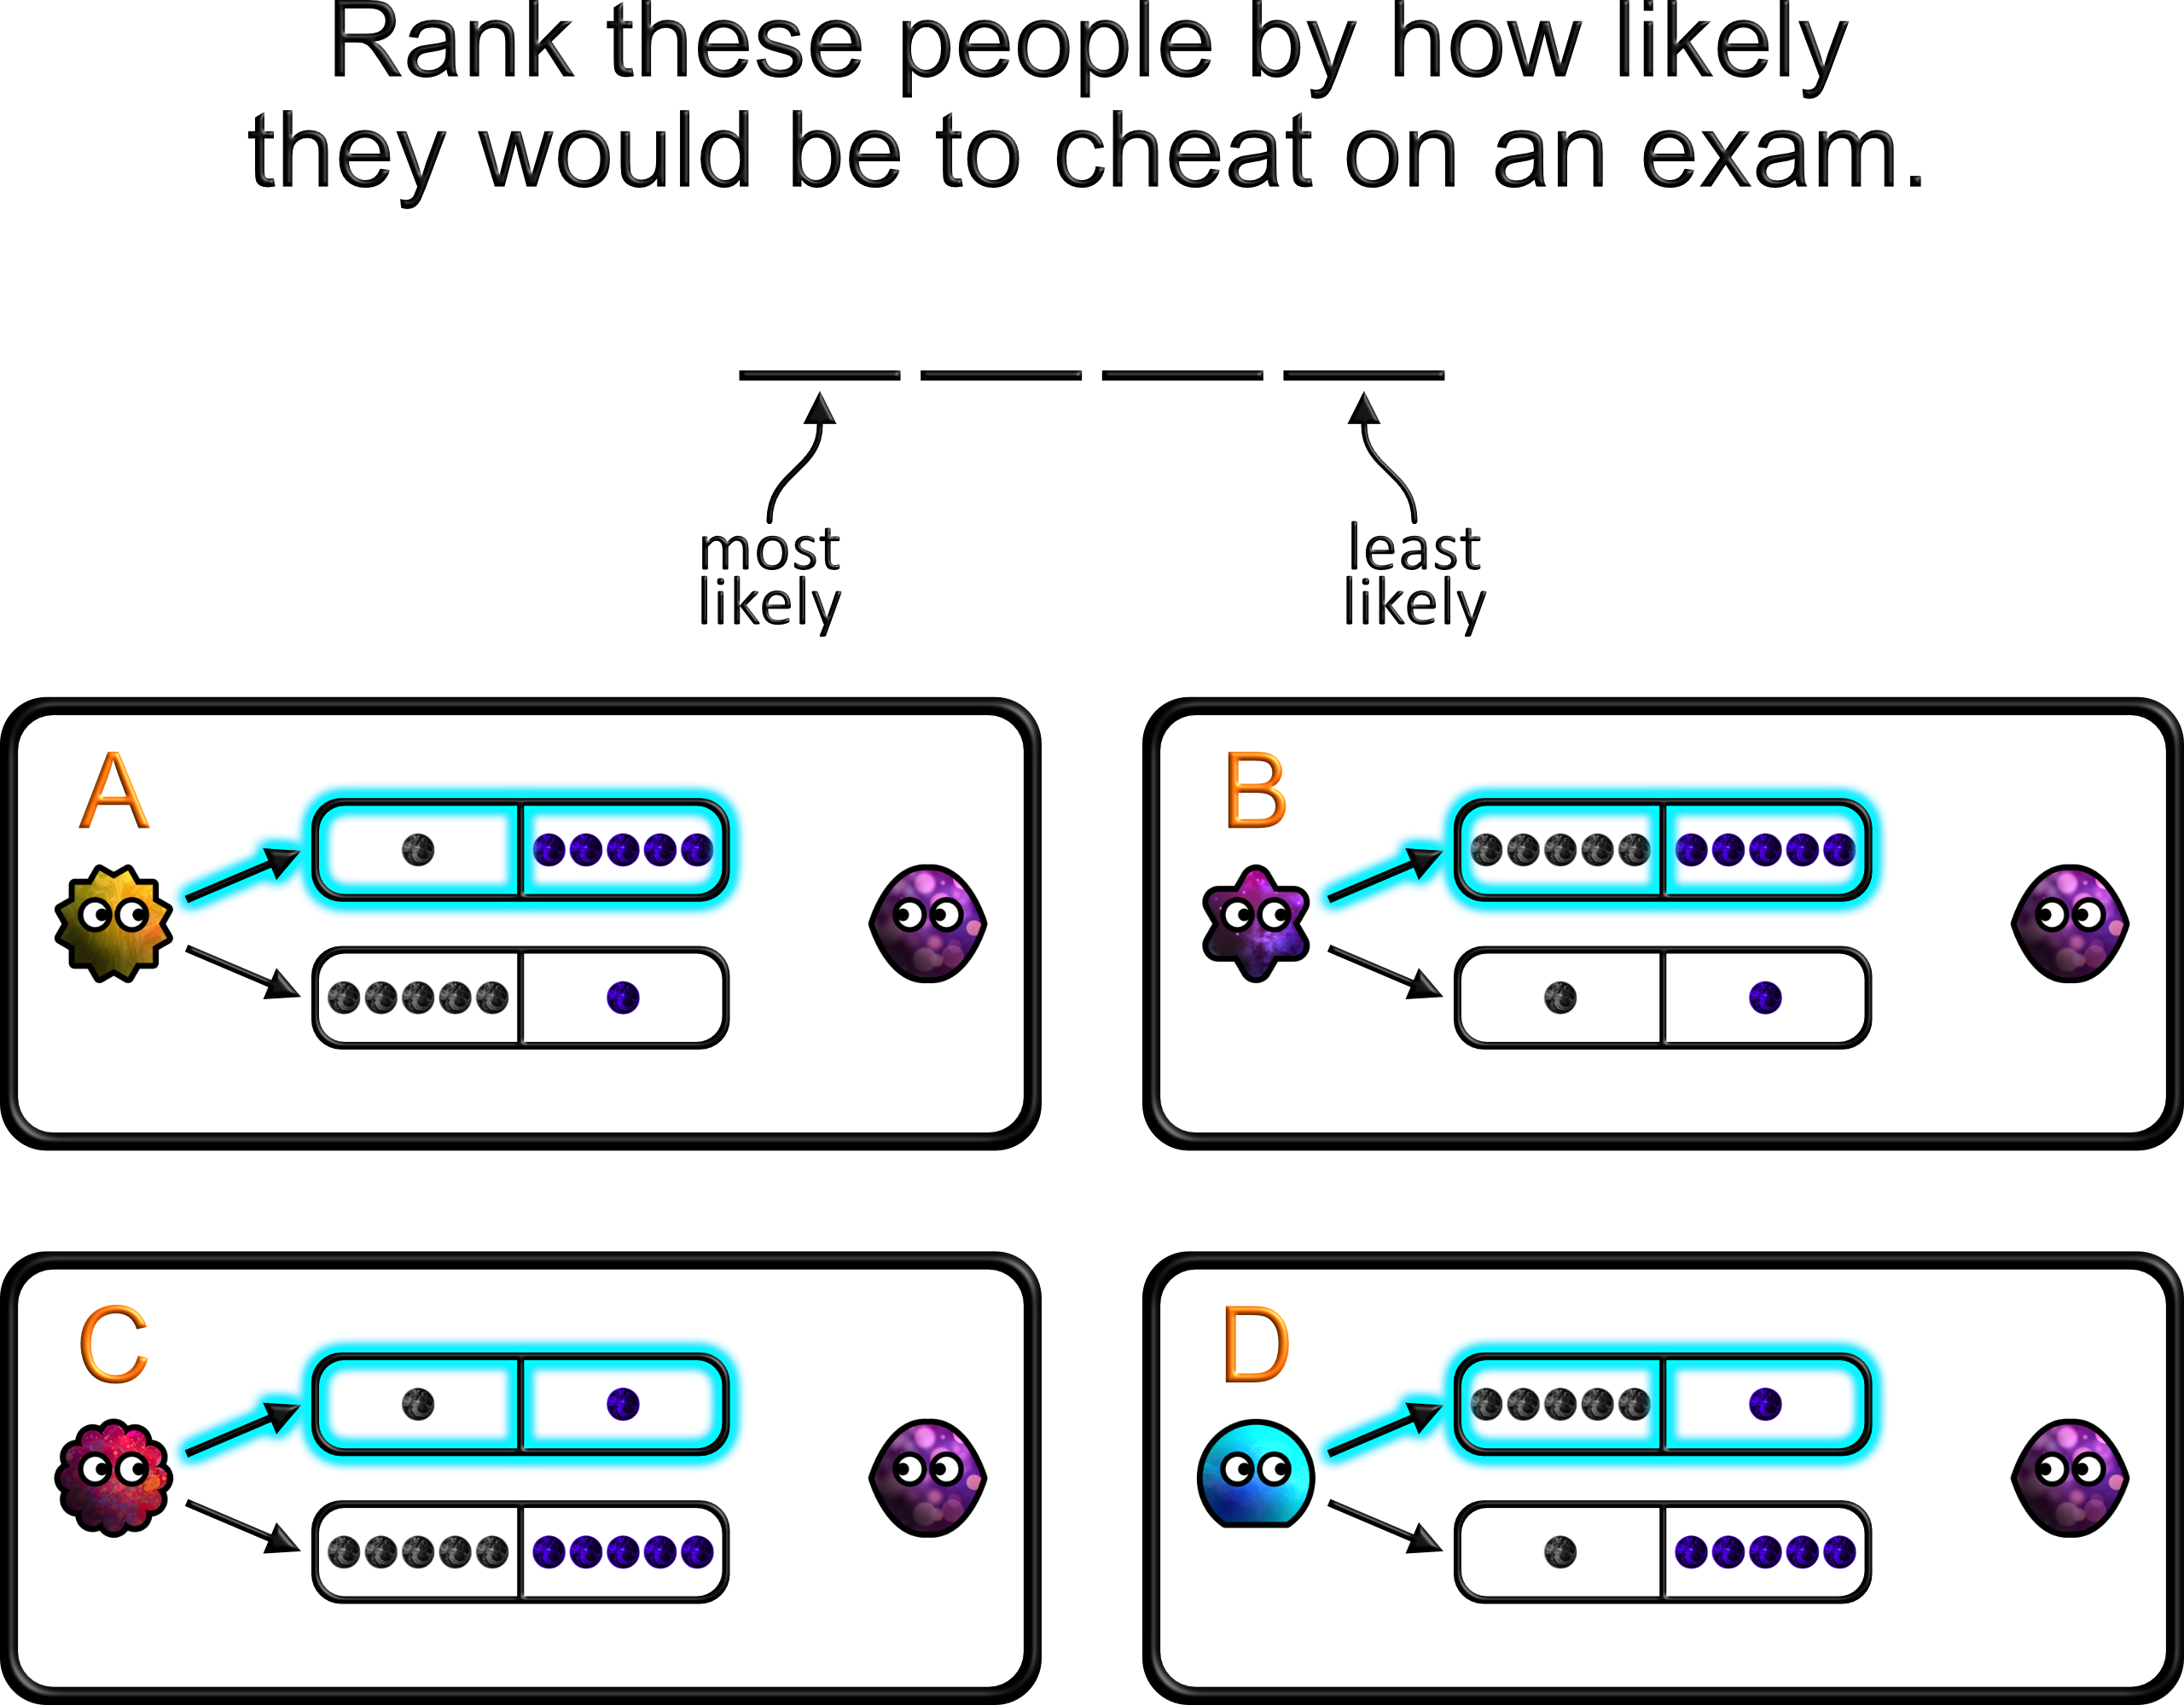 Rank these people by how likely
they would be to cheat on an exam.
most
likely
least
likely
A
B
C
D